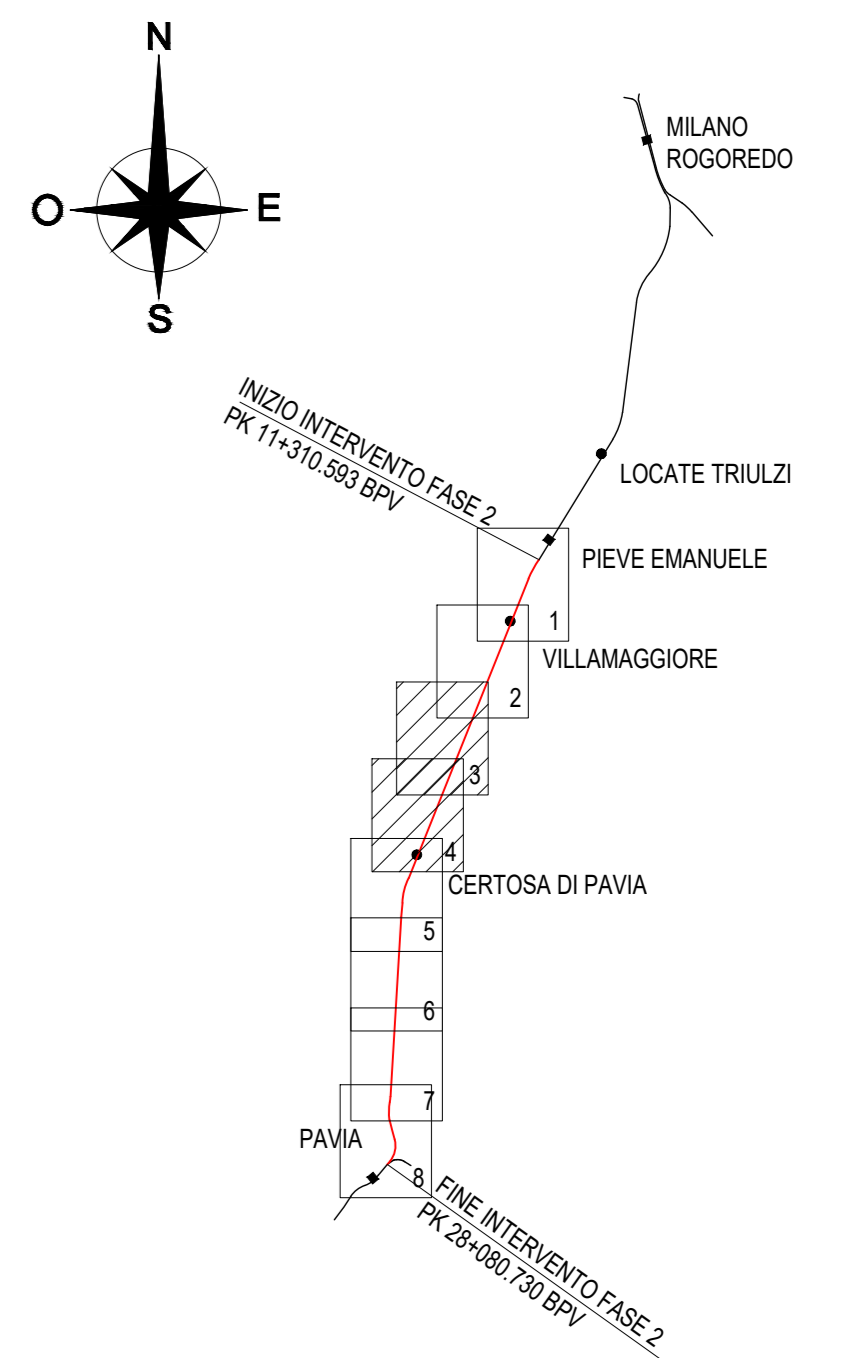 N
O
E
S
MILANO
ROGOREDO
INIZIO INTERVENTO FASE 2
PK 11+310.593 BPV
LOCATE TRIULZI
PIEVE EMANUELE
1
VILLAMAGGIORE
2
3
4
CERTOSA DI PAVIA
5
6
7
PAVIA
8
FINE INTERVENTO FASE 2
PK 28+080.730 BPV